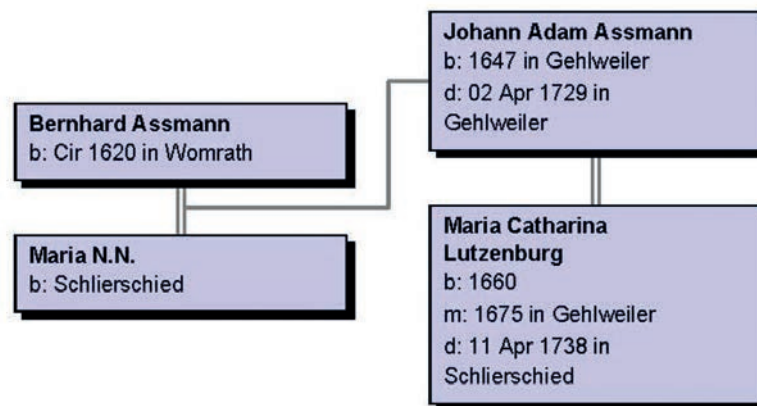 Bernhard Assmann
b: Cir 1620 in Womrath
Maria N.N.
b: Schlierschied
Johann Adam Assmann
b: 1647 in Gehlweiler
d: 02 Apr 1729 in
Gehlweiler
Maria Catharina
Lutzenburg
b: 1660
m: 1675 in Gehlweiler
d: 11 Apr 1738 in
Schlierschied